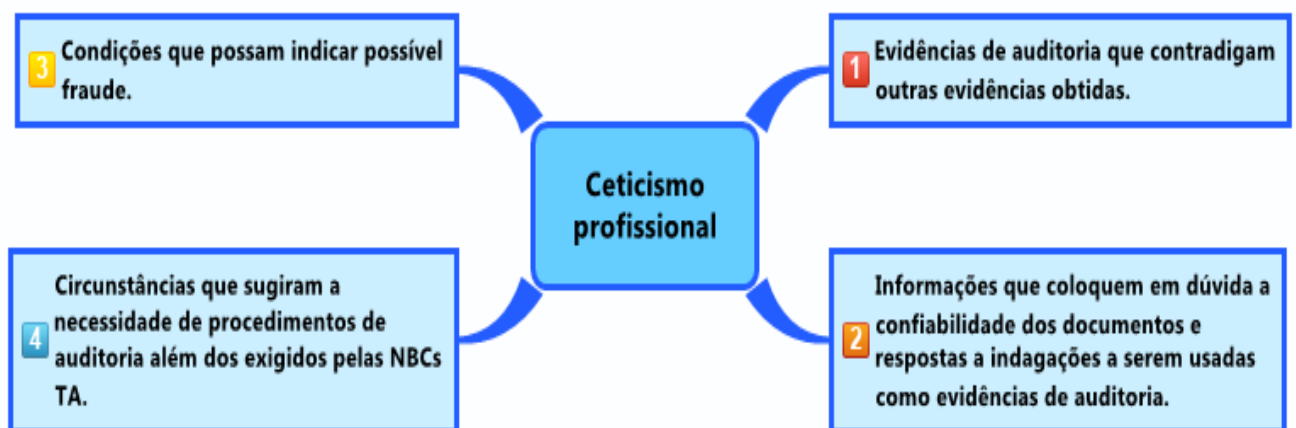 Ceticismo
profissional
1
Evidências de auditoria que contradigam
outras evidências obtidas.
2
Informações que coloquem em dúvida a
confiabilidade dos documentos e
respostas a indagações a serem usadas
como evidências de auditoria.
3
Condições que possam indicar possível
fraude.
4
Circunstâncias que sugiram a
necessidade de procedimentos de
auditoria além dos exigidos pelas NBCs
TA.